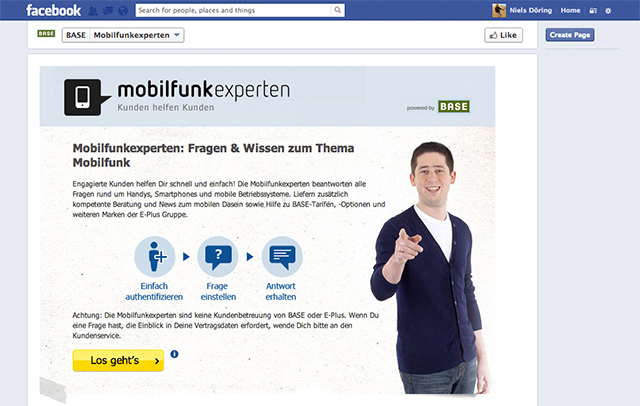 facebook
Search for people, places and things
Niels Döring
Home
BASE
BASE
Mobilfunkexperten
Like
Create Page
mobilfunkexperten
Kunden helfen Kunden
powered by BASE
Mobilfunkexperten: Fragen & Wissen zum Thema
Mobilfunk
Engagierte Kunden helfen Dir schnell und einfach! Die Mobilfunkexperten beantworten alle
Fragen rund um Handys, Smartphones und mobile Betriebssysteme. Liefern zusätzlich
kompetente Beratung und News zum mobilen Dasein sowie Hilfe zu BASE-Tarifen, -Optionen und
weiteren Marken der E-Plus Gruppe.
Einfach
authentifizieren
Frage
einstellen
Antwort
erhalten
Achtung: Die Mobilfunkexperten sind keine Kundenbetreuung von BASE oder E-Plus. Wenn Du
eine Frage hast, die Einblick in Deine Vertragsdaten erfordert, wende Dich bitte an den
Kundenservice.
Los geht's